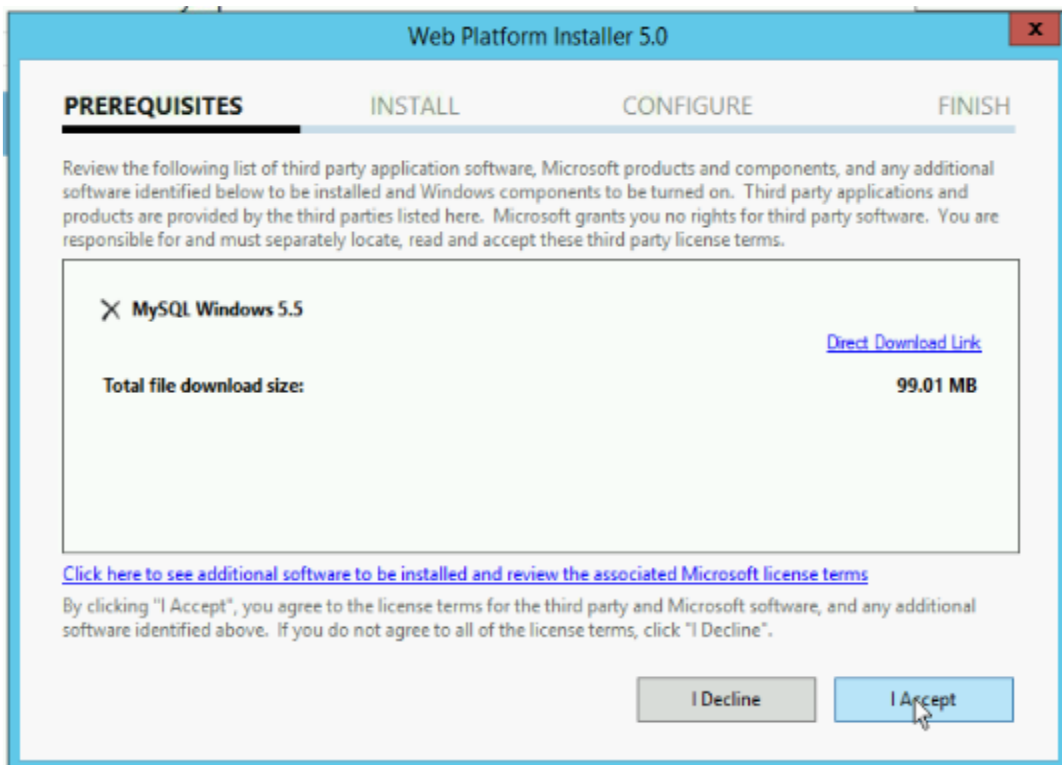 Web Platform Installer 5.0
x
PREREQUISITES INSTALL CONFIGURE FINISH
Review the following list of third party application software, Microsoft products and components, and any additional
software identified below to be installed and Windows components to be turned on. Third party applications and
products are provided by the third parties listed here. Microsoft grants you no rights for third party software. You are
responsible for and must separately locate, read and accept these third party license terms.
MySQL Windows 5.5
Direct Download Link
Total file download size: 99.01 MB
Click here to see additional software to be installed and review the associated Microsoft license terms
By clicking "I Accept", you agree to the license terms for the third party and Microsoft software, and any additional
software identified above. If you do not agree to all of the license terms, click "I Decline".
I Decline I Accept